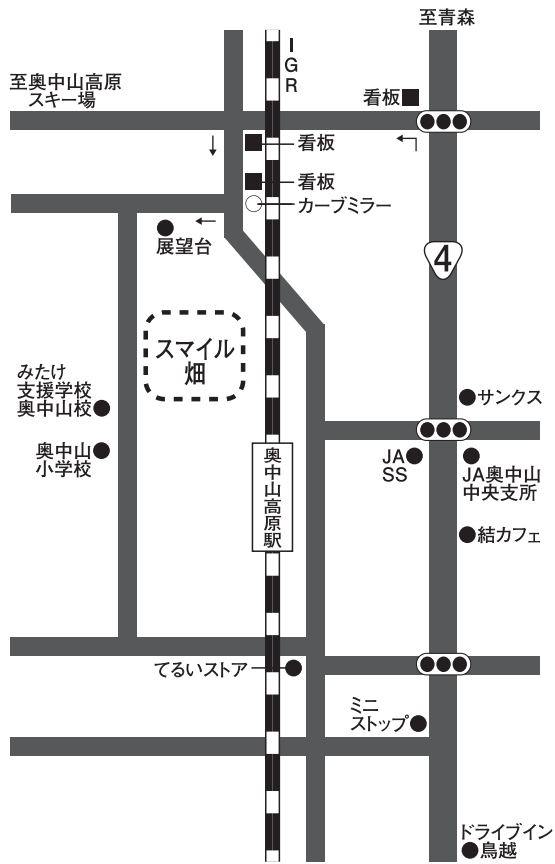 至青森
I
G
R
至奥中山高原
スキー場
看板
看板
看板
カーブミラー
展望台
4
スマイル
畑
みたけ
支援学校
奥中山校
サンクス
奥中山
小学校
奥中山高原駅
JA
SS
JA奥中山
中央支所
結カフェ
てるいストア
ミニ
ストップ
ドライブイン
鳥越